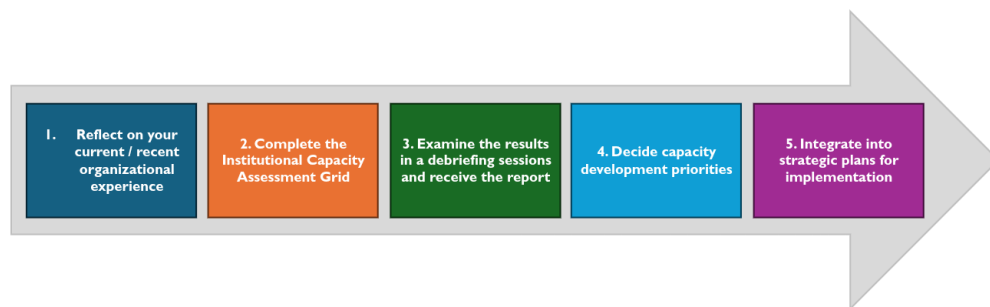 1. Reflect on your
current / recent
organizational
experience
2. Complete the
Institutional Capacity
Assessment Grid
3. Examine the results
in a debriefing sessions
and receive the report
4. Decide capacity
development priorities
5. Integrate into
strategic plans for
implementation